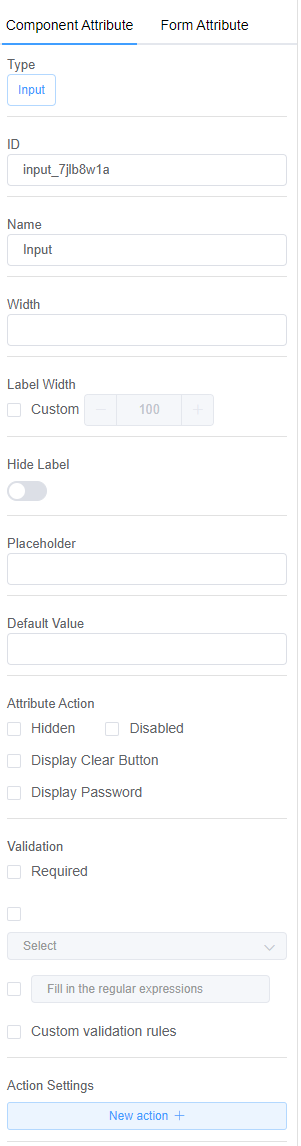 Component Attribute Form Attribute
Type
Input
ID
input_7jlb8w1a
Name
Input
Width
Label Width
Custom 100
Hide Label
Placeholder
Default Value
Attribute Action
Hidden Disabled
Display Clear Button
Display Password
Validation
Required
Select
Fill in the regular expressions
Custom validation rules
Action Settings
New action +